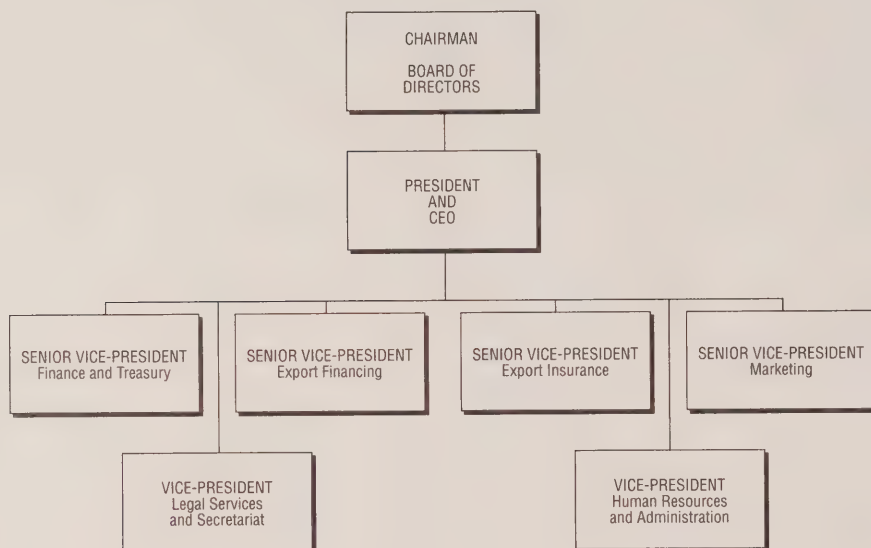 CHAIRMAN
BOARD OF
DIRECTORS
PRESIDENT
AND
CEO
SENIOR VICE-PRESIDENT
Finance and Treasury
SENIOR VICE-PRESIDENT
Export Financing
SENIOR VICE-PRESIDENT
Export Insurance
SENIOR VICE-PRESIDENT
Marketing
VICE-PRESIDENT
Legal Services
and Secretariat
VICE-PRESIDENT
Human Resources
and Administration